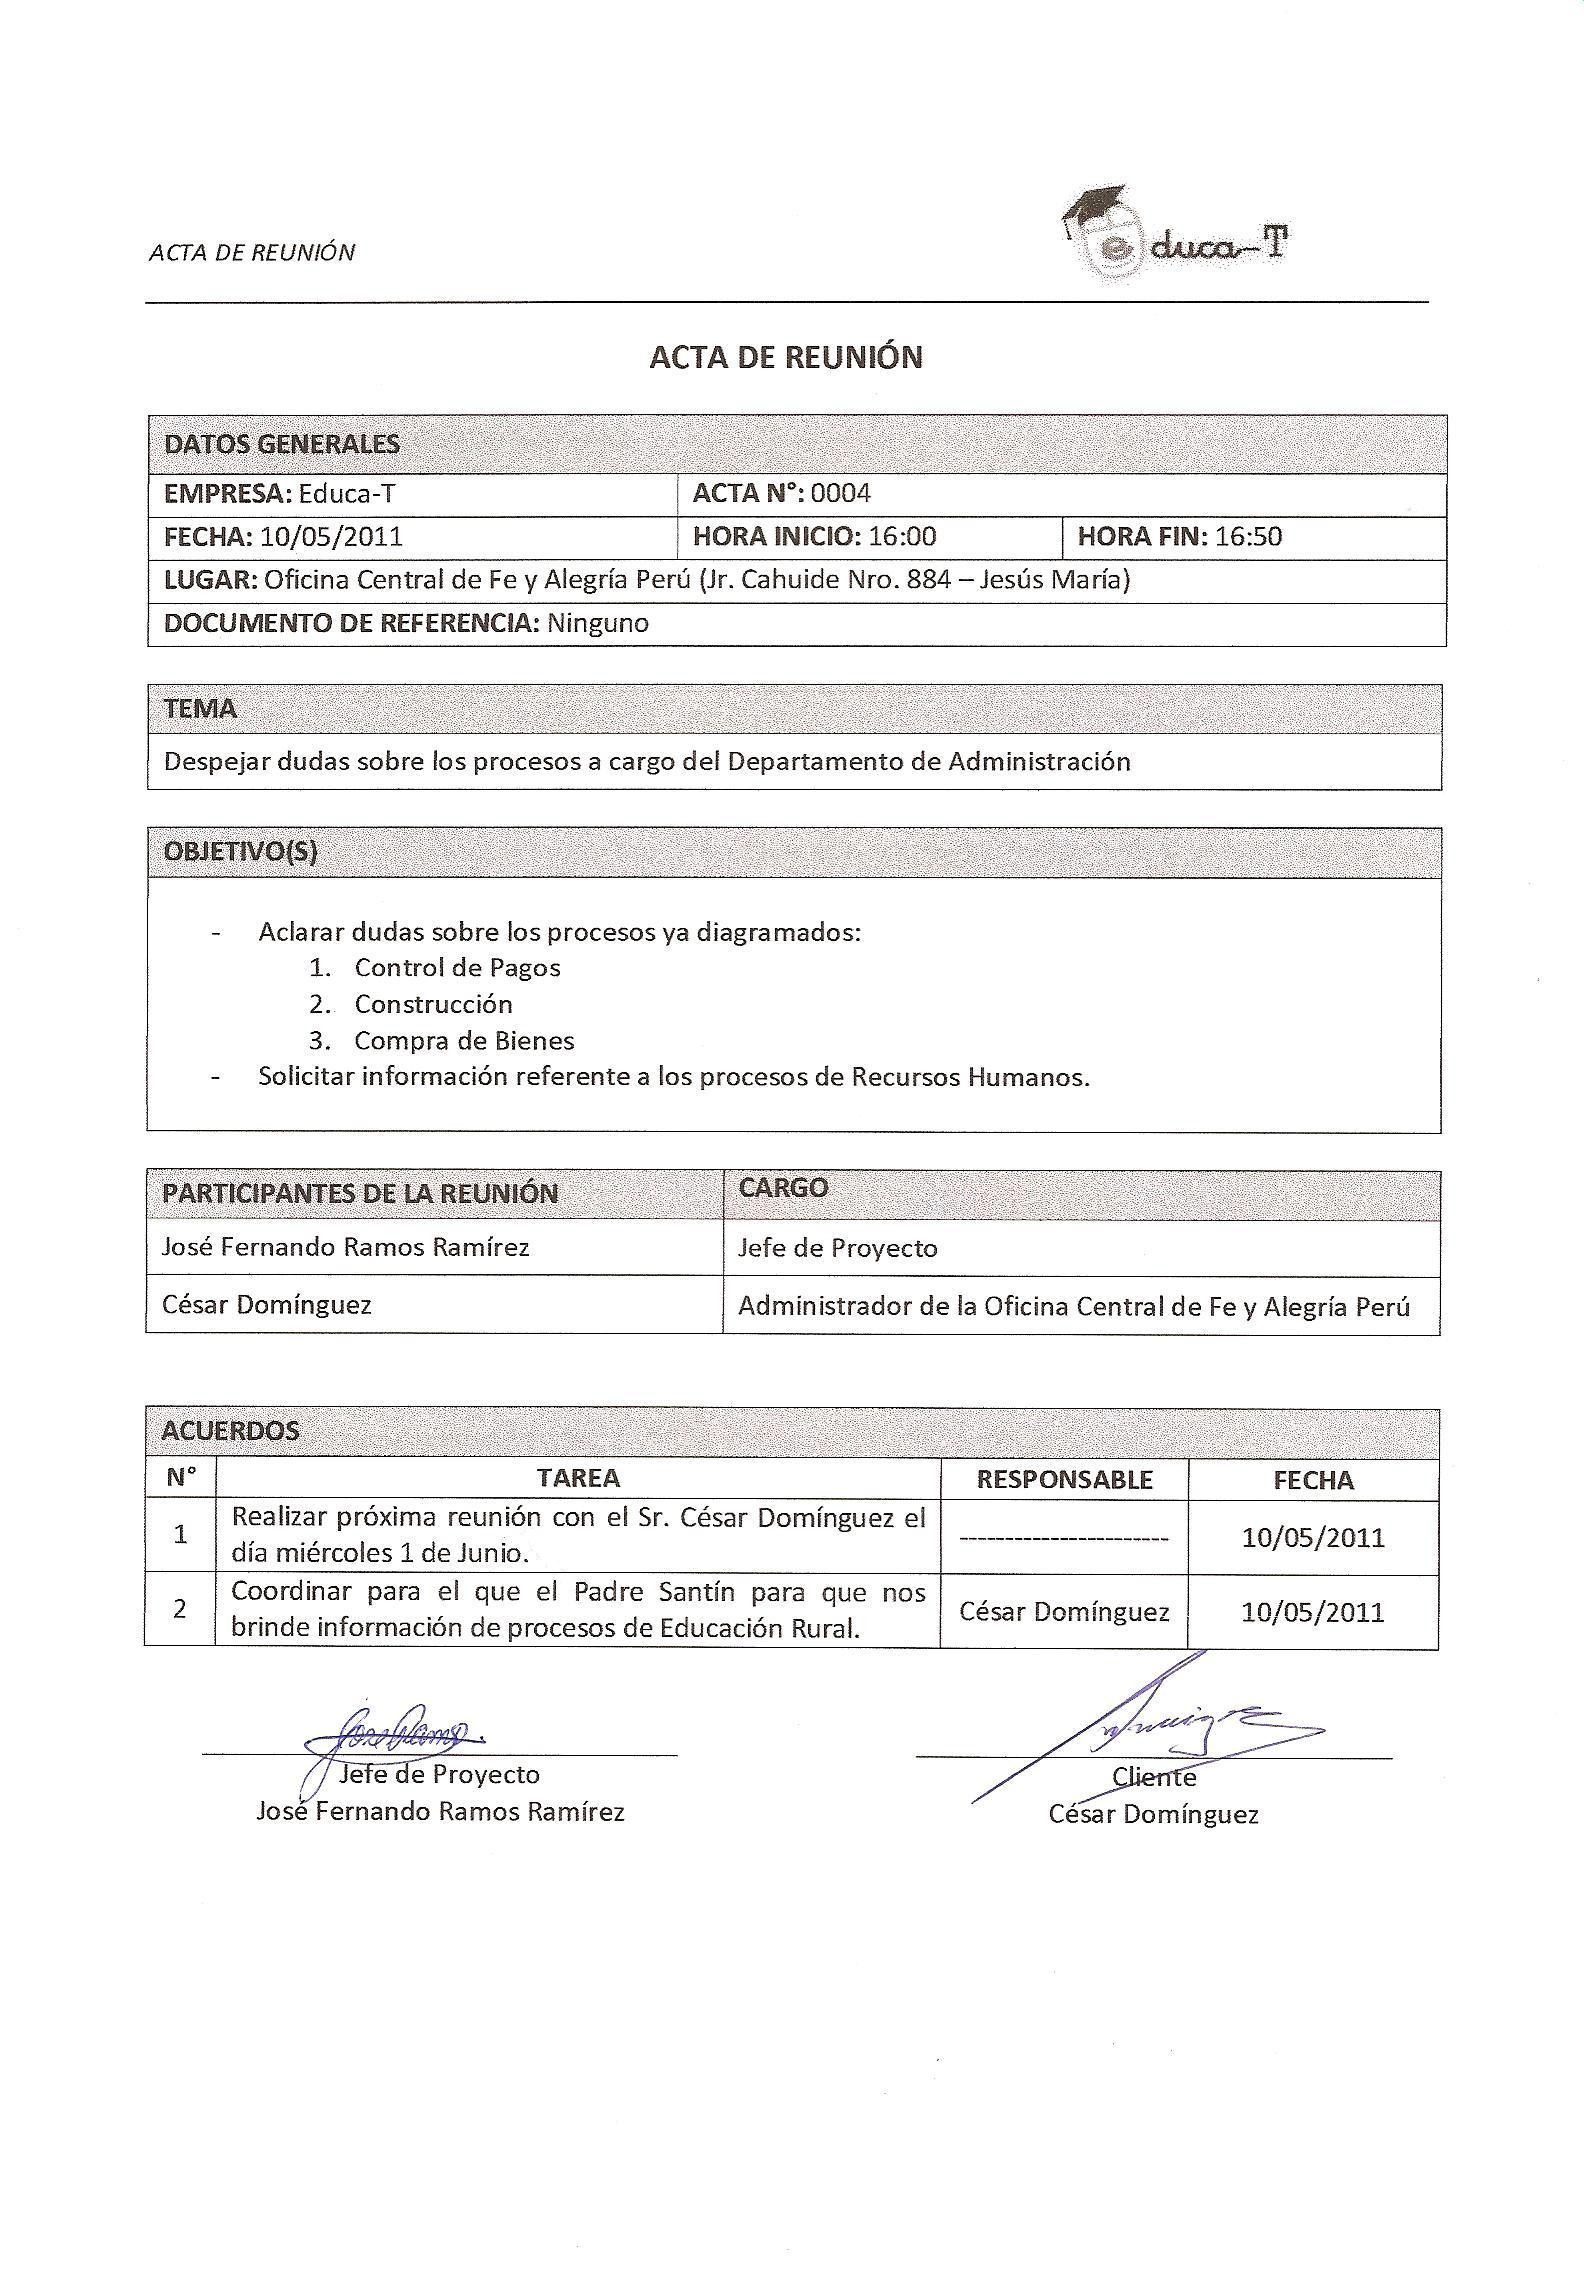 ACTA DE REUNIÓN
educa-T
ACTA DE REUNIÓN
DATOS GENERALES
EMPRESA: Educa-T ACTA N°: 0004
FECHA: 10/05/2011 HORA INICIO: 16:00 HORA FIN: 16:50
LUGAR: Oficina Central de Fe y Alegría Perú (Jr. Cahuide Nro. 884 – Jesús María)
DOCUMENTO DE REFERENCIA: Ninguno
TEMA
Despejar dudas sobre los procesos a cargo del Departamento de Administración
OBJETIVO(S)
- Aclarar dudas sobre los procesos ya diagramados:
1. Control de Pagos
2. Construcción
3. Compra de Bienes
- Solicitar información referente a los procesos de Recursos Humanos.
PARTICIPANTES DE LA REUNIÓN CARGO
José Fernando Ramos Ramírez Jefe de Proyecto
César Domínguez Administrador de la Oficina Central de Fe y Alegría Perú
ACUERDOS
N° TAREA RESPONSABLE FECHA
1 Realizar próxima reunión con el Sr. César Domínguez el
día miércoles 1 de Junio. ---------------------- 10/05/2011
2 Coordinar para el que el Padre Santín para que nos
brinde información de procesos de Educación Rural. César Domínguez 10/05/2011
Jose Ramos
Jefe de Proyecto Cliente
José Fernando Ramos Ramírez César Domínguez